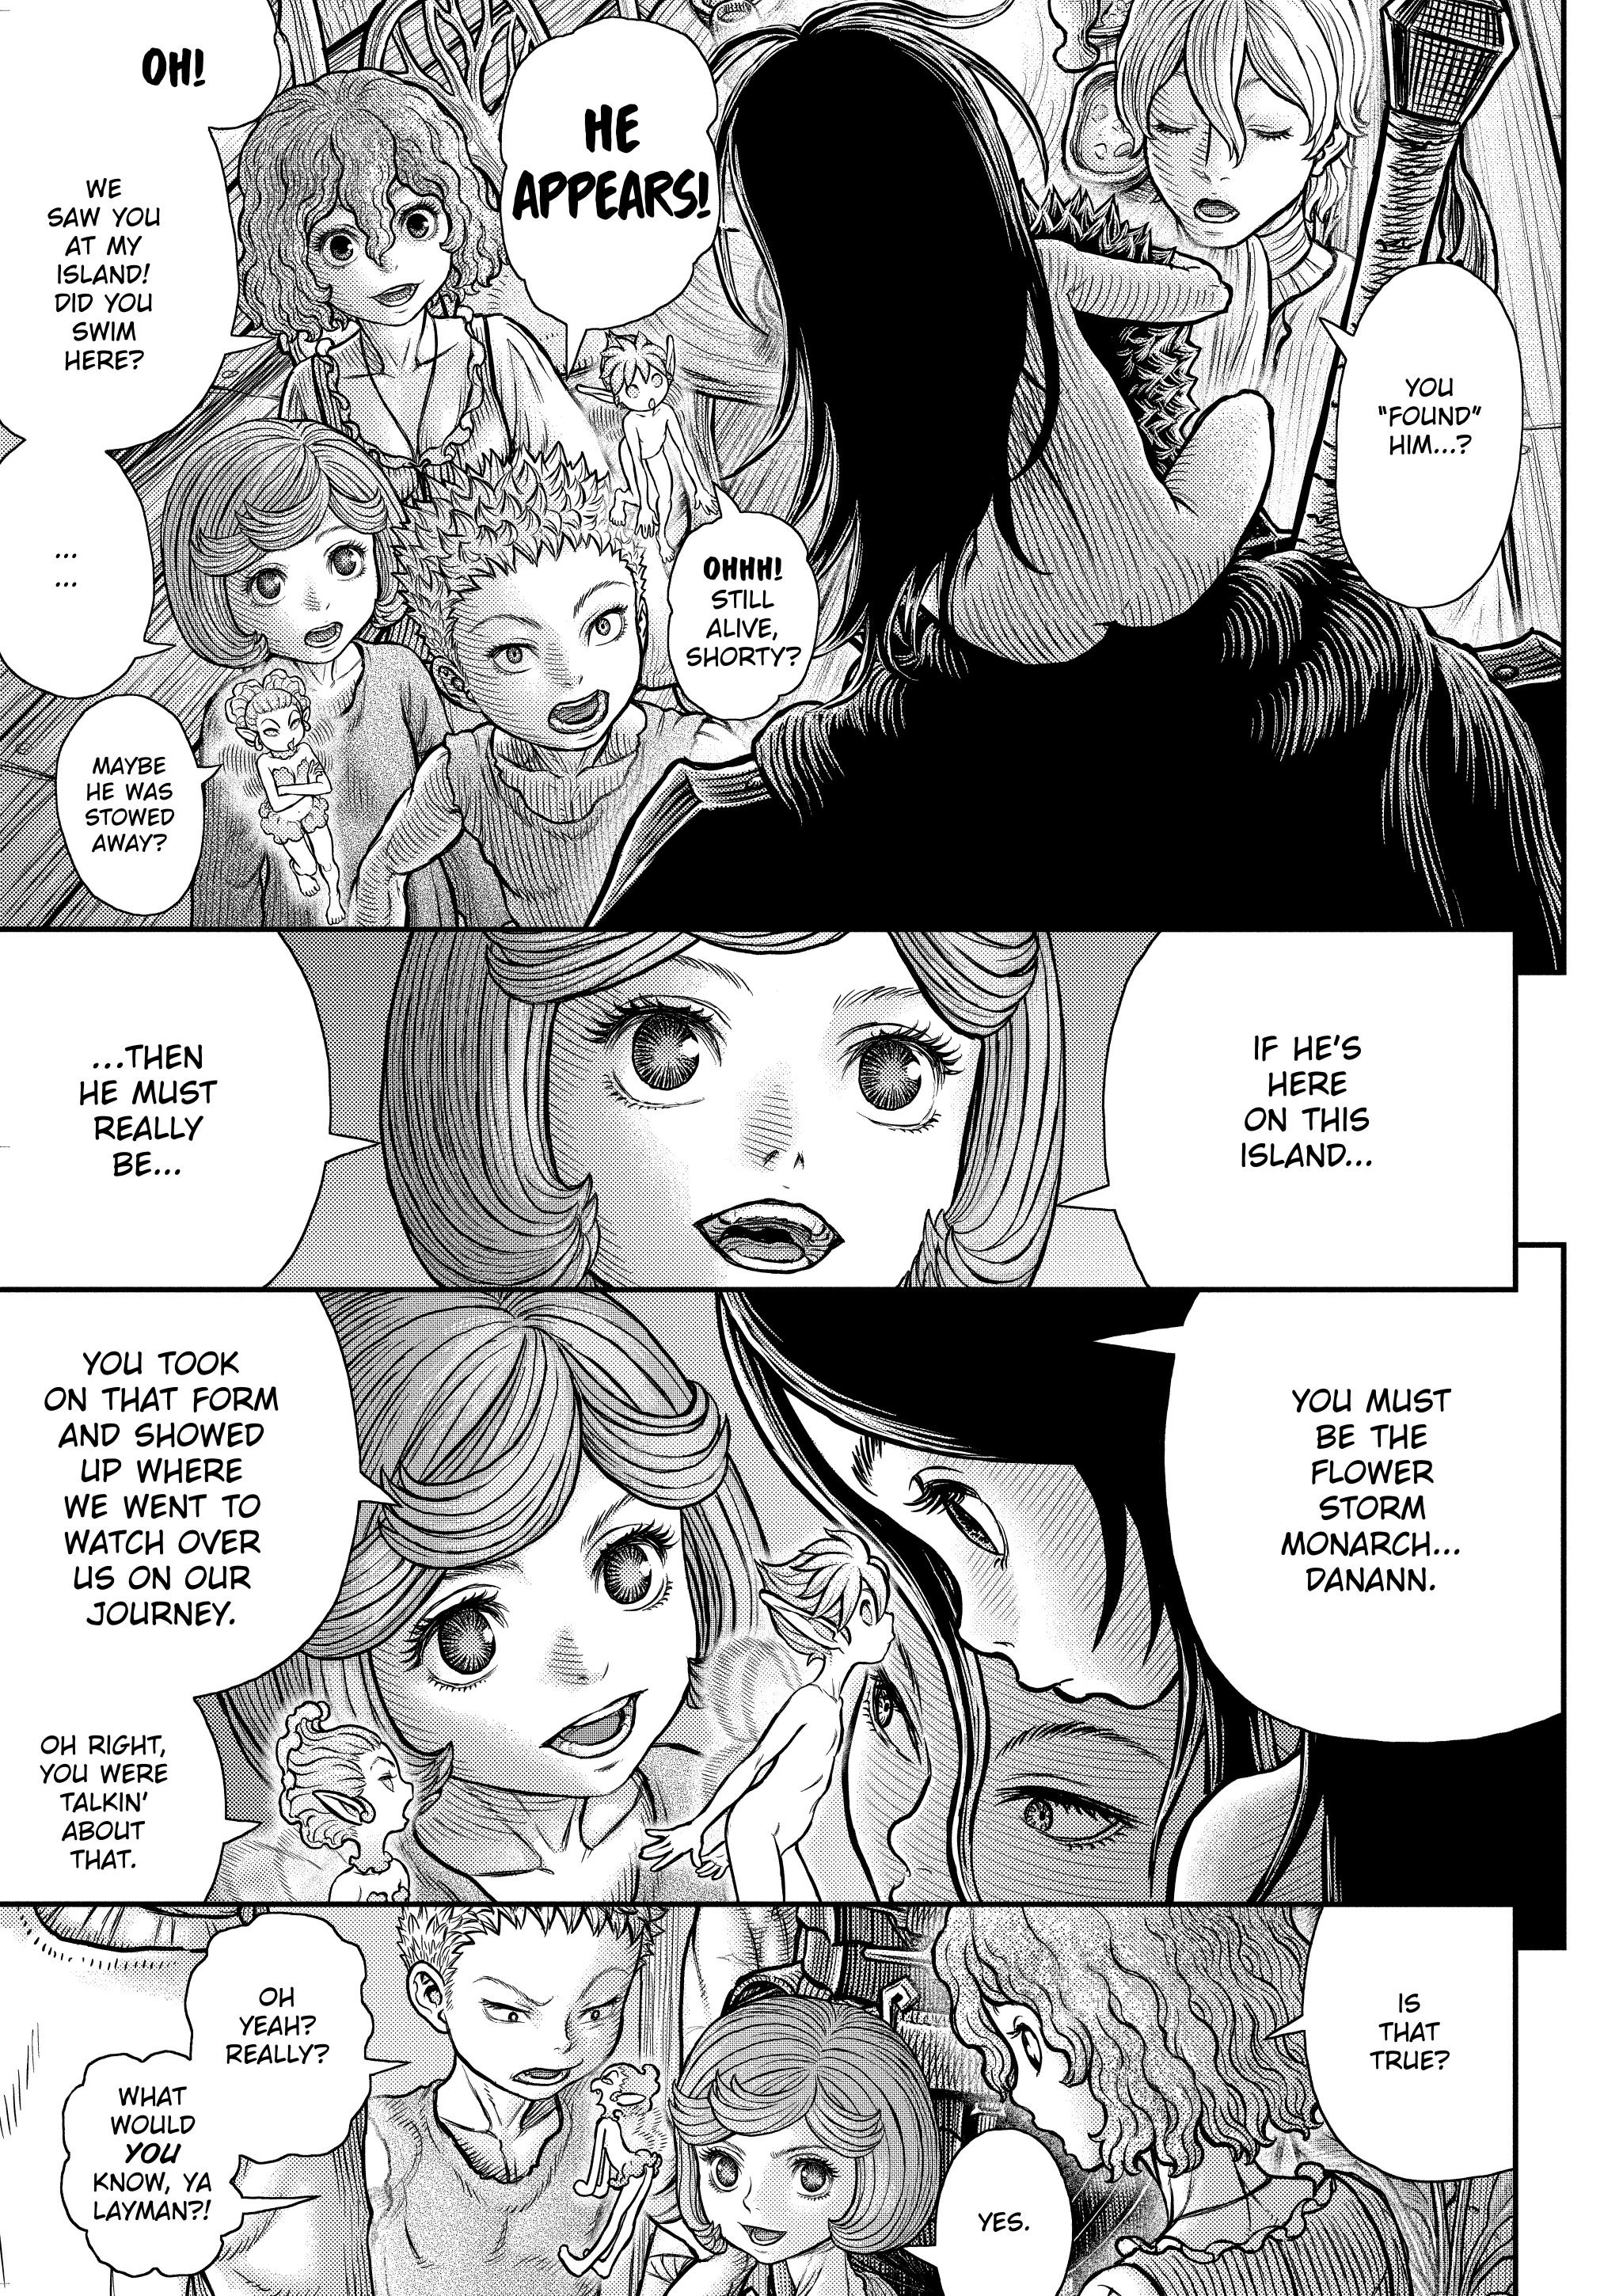 YOU
"FOUND"
HIM...?
HE
APPEARS!
OHHH!
STILL
ALIVE,
SHORTY?
OH!
WE
SAW YOU
AT MY
ISLAND!
DID YOU
SWIM
HERE?
...
...
MAYBE
HE WAS
STOWED
AWAY?
IF HE'S
HERE
ON THIS
ISLAND...
...THEN
HE MUST
REALLY
BE...
YOU MUST
BE THE
FLOWER
STORM
MONARCH...
DANANN.
YOU TOOK
ON THAT FORM
AND SHOWED
UP WHERE
WE WENT TO
WATCH OVER
US ON OUR
JOURNEY.
OH RIGHT,
YOU WERE
TALKIN'
ABOUT
THAT.
IS
THAT
TRUE?
YES.
OH
YEAH?
REALLY?
WHAT
WOULD
YOU
KNOW, YA
LAYMAN?!